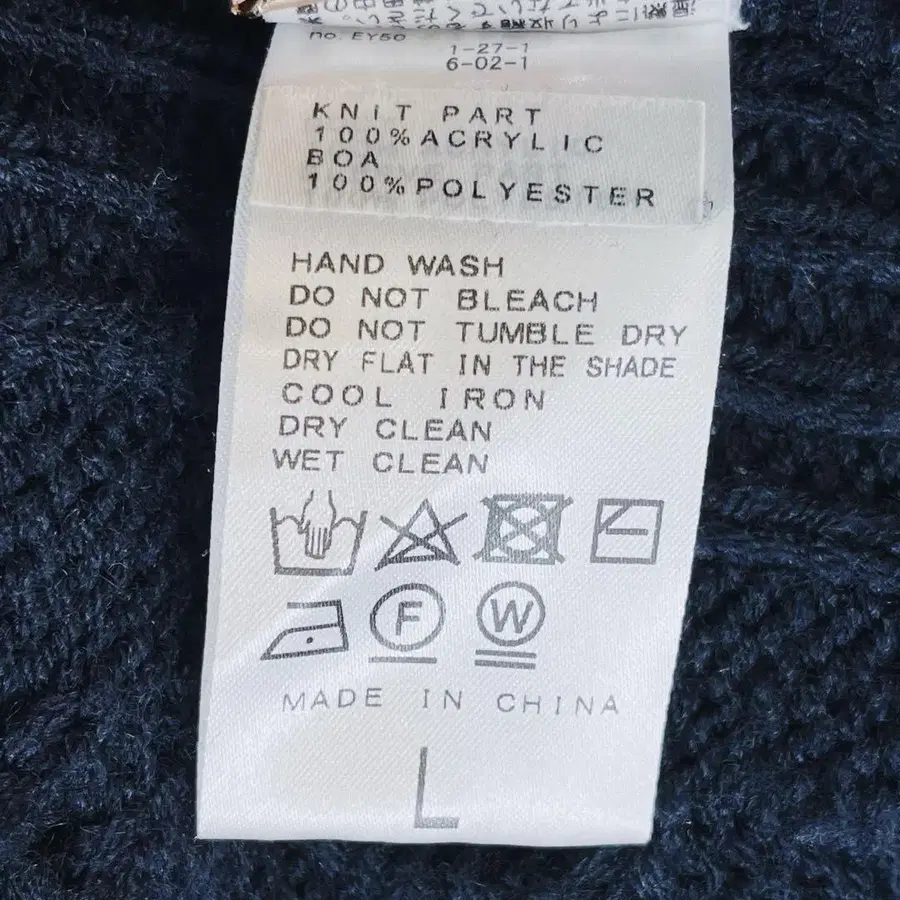 no. EY50
1-27-1
6-02-1
KNIT PART
100%ACRYLIC
BOA
100%POLYESTER
HAND WASH
DO NOT BLEACH
DO NOT TUMBLE DRY
DRY FLAT IN THE SHADE
COOL IRON
DRY CLEAN
WET CLEAN
F W
MADE IN CHINA
L